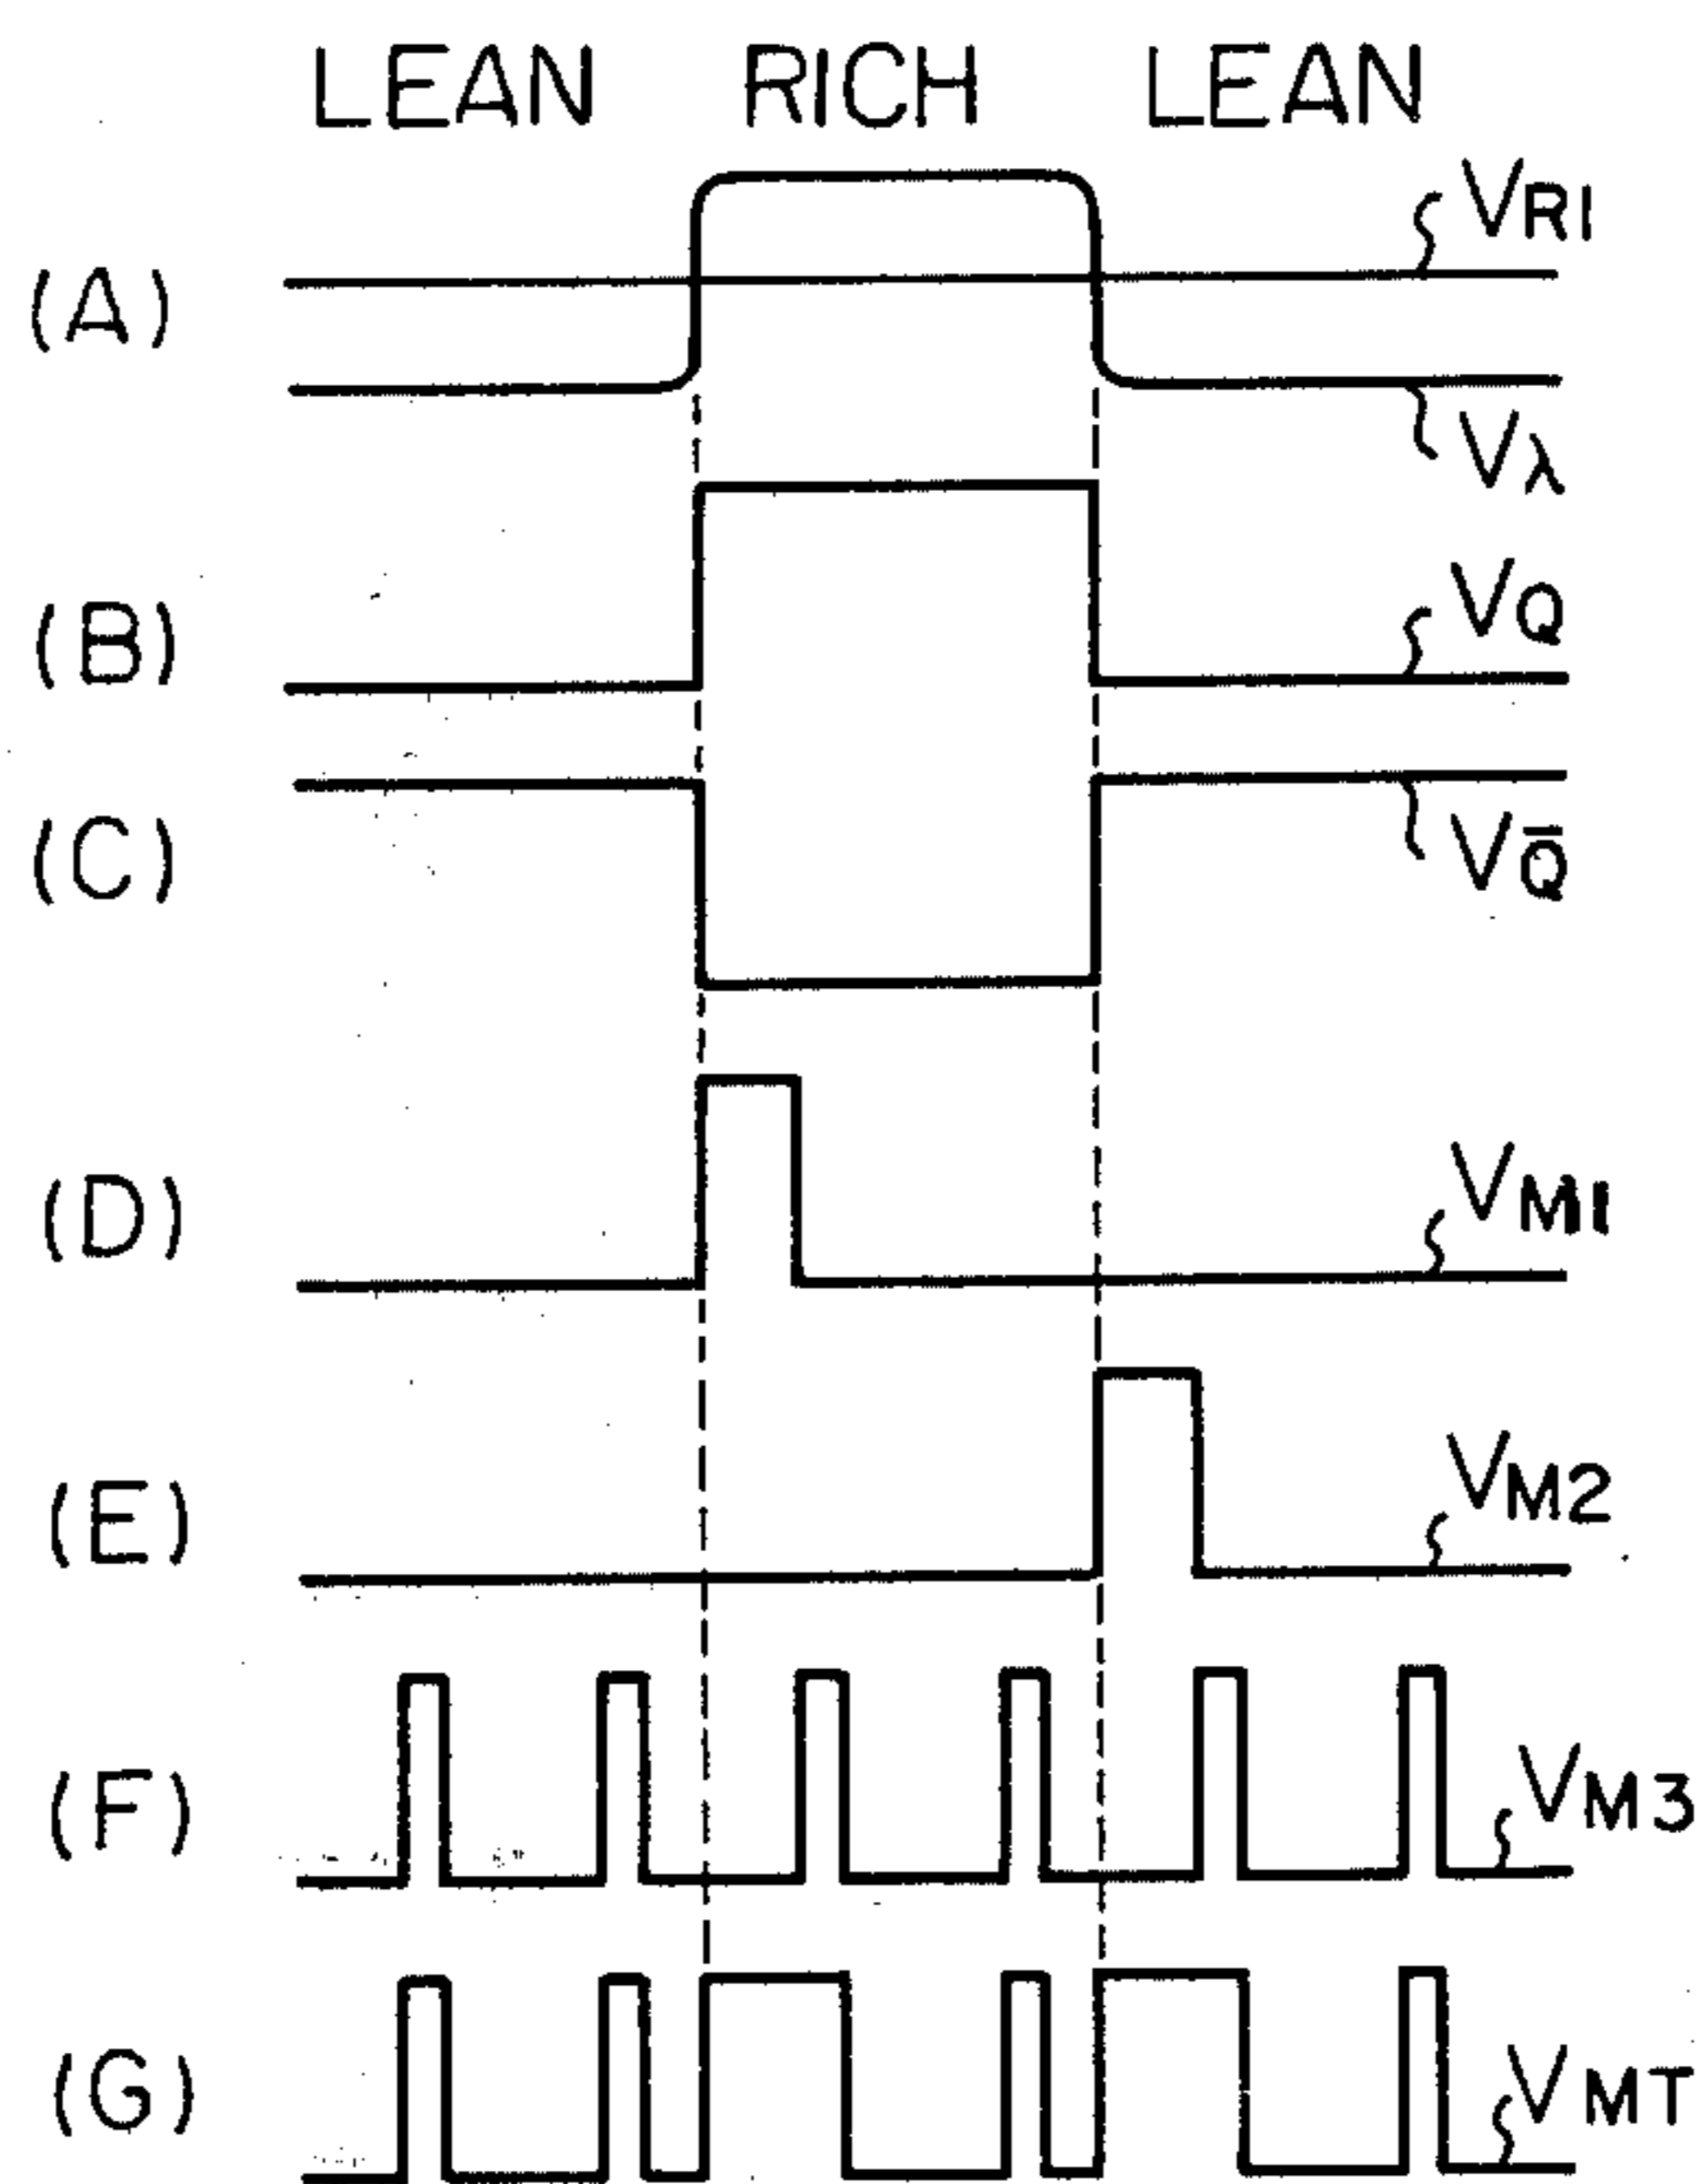 LEAN RICH LEAN
(A) VR1
Vλ
(B) VQ
(C) VQ̄
(D) VM1
(E) VM2
(F) VM3
(G) VMT